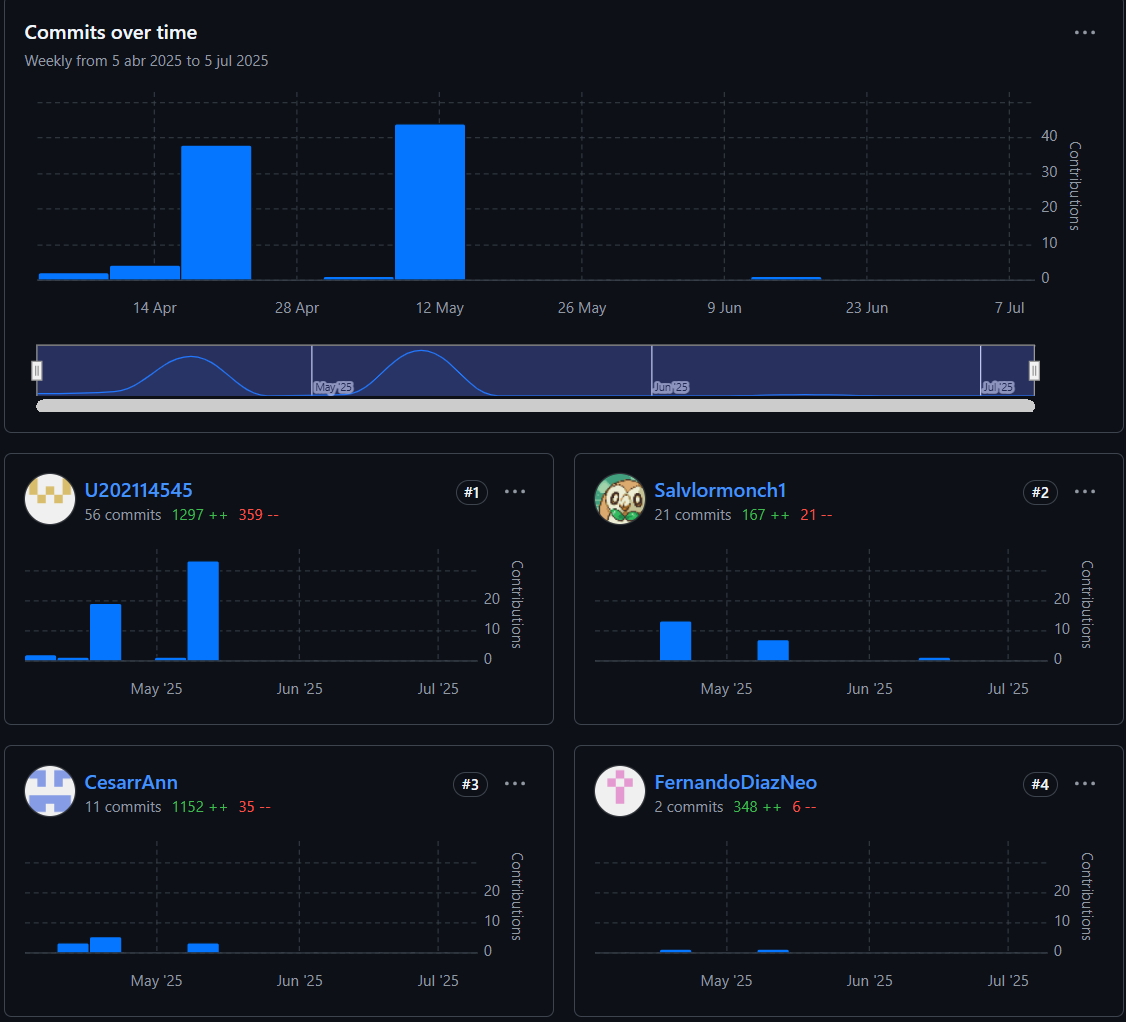 Commits over time
Weekly from 5 abr 2025 to 5 jul 2025
40
30
20
10
0
Contributions
14 Apr 28 Apr 12 May 26 May 9 Jun 23 Jun 7 Jul
May '25 Jun '25 Jul '25
U202114545 #1
56 commits 1297 ++ 359 --
20
10
0
Contributions
May '25 Jun '25 Jul '25
Salvlormonch1 #2
21 commits 167 ++ 21 --
20
10
0
Contributions
May '25 Jun '25 Jul '25
CesarrAnn #3
11 commits 1152 ++ 35 --
20
10
0
Contributions
May '25 Jun '25 Jul '25
FernandoDiazNeo #4
2 commits 348 ++ 6 --
20
10
0
Contributions
May '25 Jun '25 Jul '25